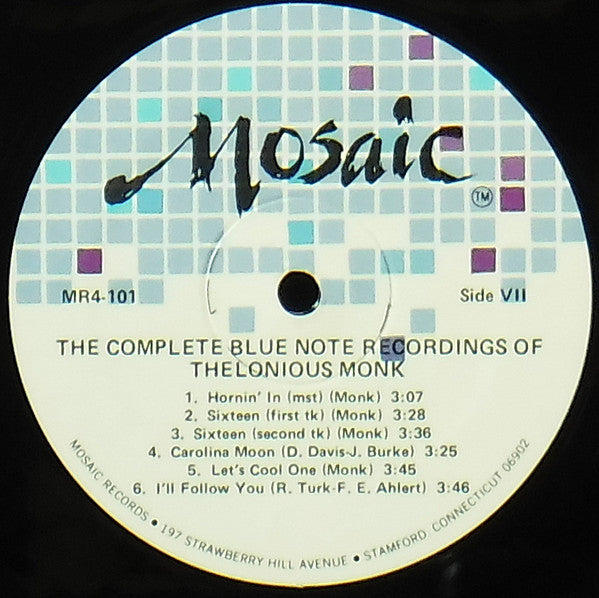 Mosaic
TM
MR4-101
Side VII
THE COMPLETE BLUE NOTE RECORDINGS OF
THELONIOUS MONK
1. Hornin' In (mst) (Monk) 3:07
2. Sixteen (first tk) (Monk) 3:28
3. Sixteen (second tk) (Monk) 3:36
4. Carolina Moon (D. Davis-J. Burke) 3:25
5. Let's Cool One (Monk) 3:45
6. I'll Follow You (R. Turk-F. E. Ahlert) 3:46
MOSAIC RECORDS • 197 STRAWBERRY HILL AVENUE • STAMFORD, CONNECTICUT 06902